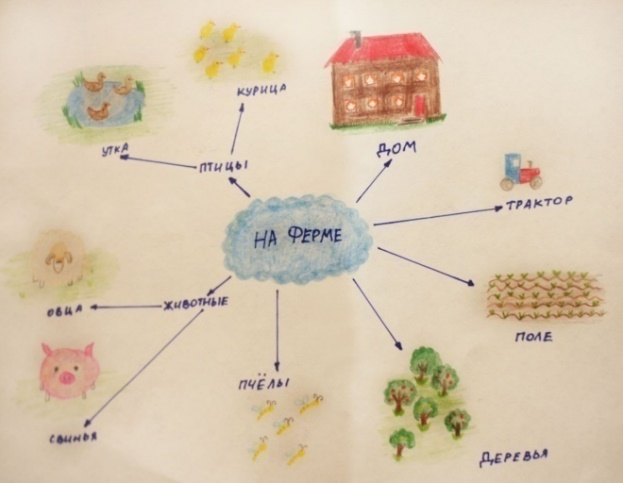 КУРИЦА
УТКА
ПТИЦЫ
ДОМ
ТРАКТОР
НА ФЕРМЕ
ОВЦА
ЖИВОТНЫЕ
ПОЛЕ
ПЧЁЛЫ
СВИНЬЯ
ДЕРЕВЬЯ